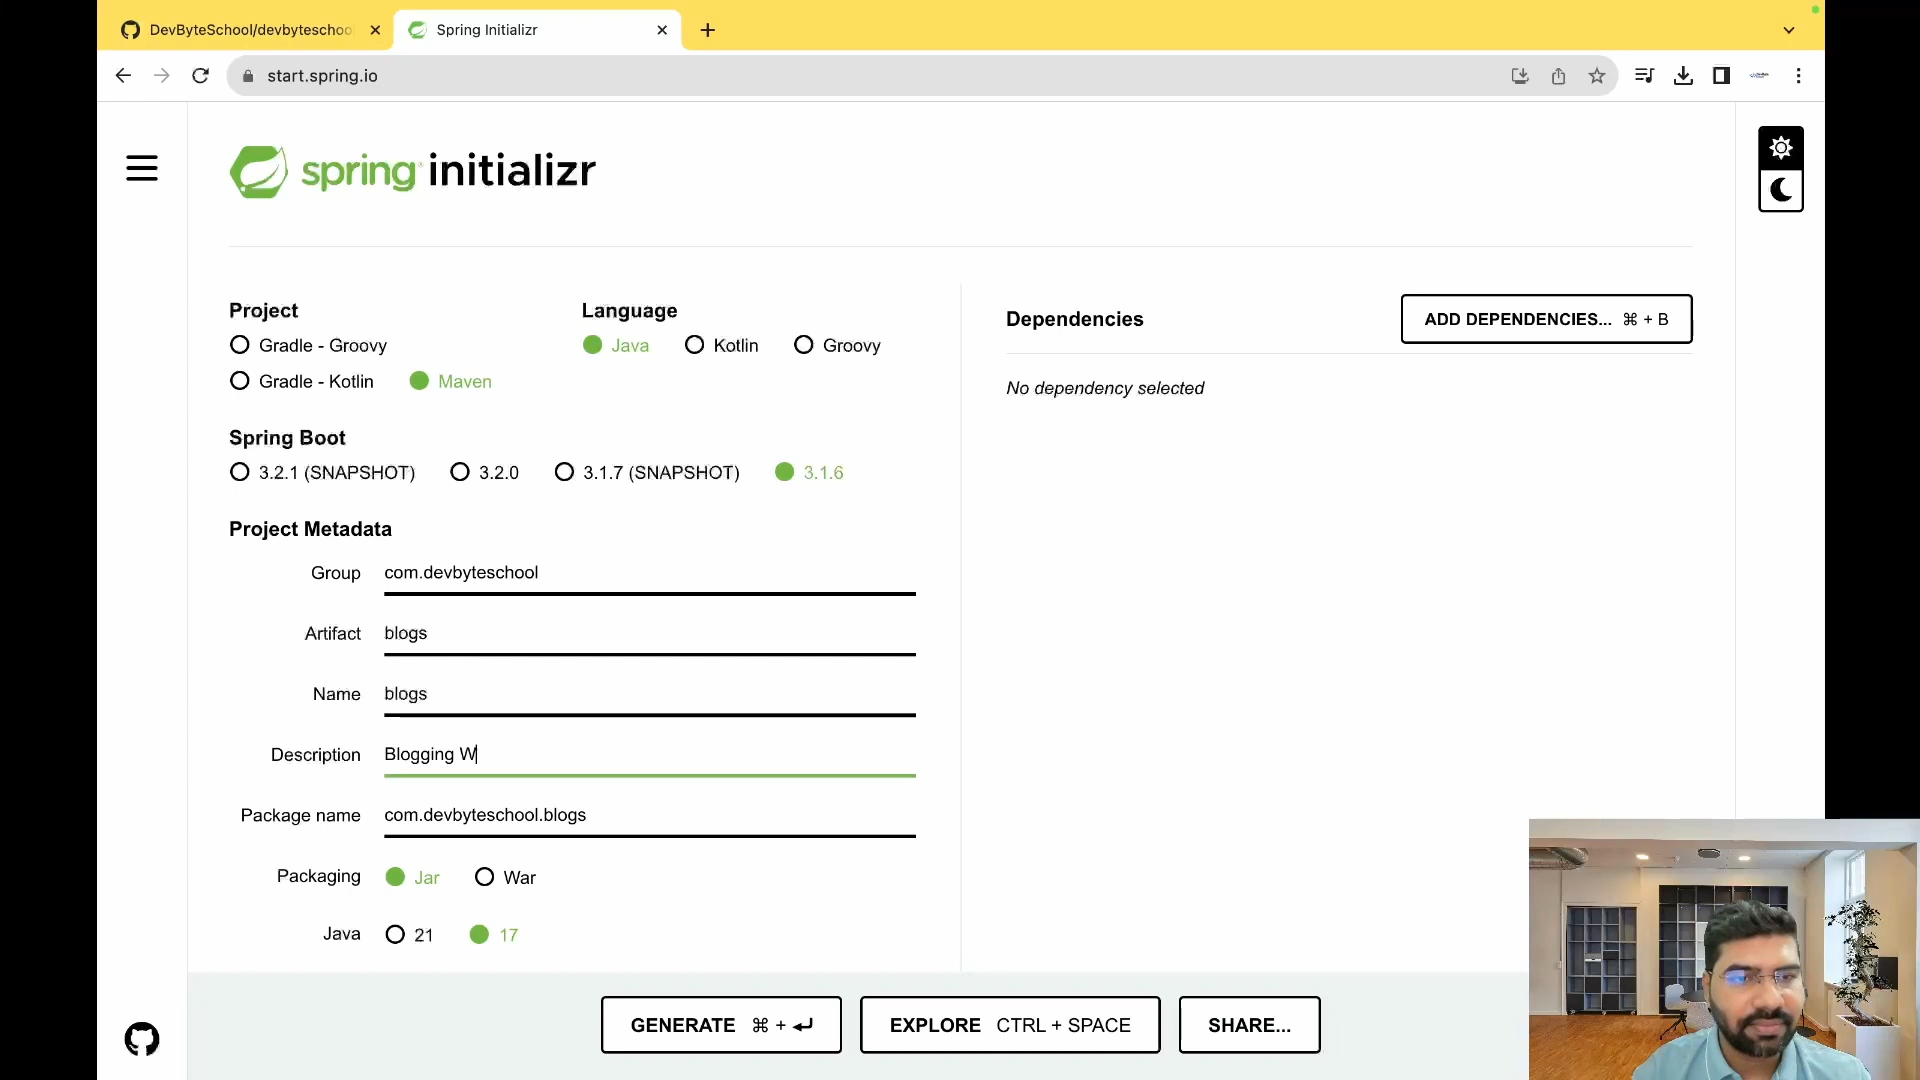 DevByteSchool/devbyteschoo
Spring Initializr
start.spring.io
spring initializr
Project
Gradle - Groovy
Gradle - Kotlin
Maven
Language
Java
Kotlin
Groovy
Spring Boot
3.2.1 (SNAPSHOT)
3.2.0
3.1.7 (SNAPSHOT)
3.1.6
Project Metadata
Group
com.devbyteschool
Artifact
blogs
Name
blogs
Description
Blogging W
Package name
com.devbyteschool.blogs
Packaging
Jar
War
Java
21
17
Dependencies
ADD DEPENDENCIES... ⌘ + B
No dependency selected
GENERATE ⌘ + ⏎
EXPLORE CTRL + SPACE
SHARE...